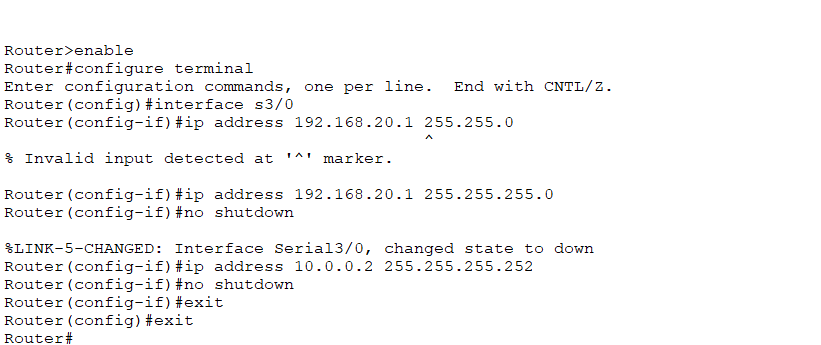 Router>enable
Router#configure terminal
Enter configuration commands, one per line.  End with CNTL/Z.
Router(config)#interface s3/0
Router(config-if)#ip address 192.168.20.1 255.255.0
                                          ^
% Invalid input detected at '^' marker.

Router(config-if)#ip address 192.168.20.1 255.255.255.0
Router(config-if)#no shutdown

%LINK-5-CHANGED: Interface Serial3/0, changed state to down
Router(config-if)#ip address 10.0.0.2 255.255.255.252
Router(config-if)#no shutdown
Router(config-if)#exit
Router(config)#exit
Router#